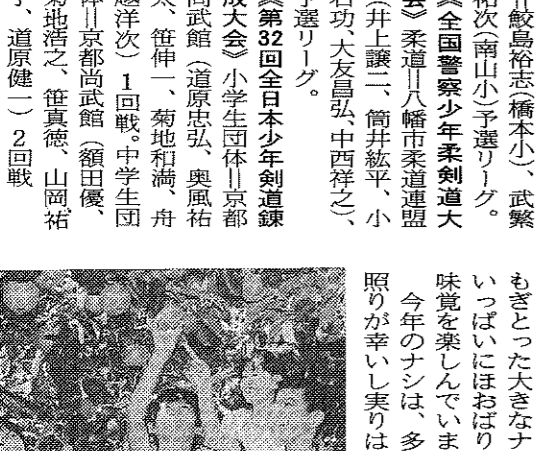 鮫島裕志(橋本小)、武繁
祐次(南山小)予選リーグ。
《全国警察少年柔剣道大
会》柔道=八幡市柔道連盟
(井上譲二、筒井紘平、小
石功、大友昌弘、中西祥之)、
予選リーグ。
《第32回全日本少年剣道錬
成大会》小学生団体=京都
尚武館(道原忠弘、奥風祐
太、笹伸一、菊地和満、舟
越洋次)1回戦。中学生団
体=京都尚武館(額田優、
菊地浩之、笹真徳、山岡祐
、道原健一)2回戦
もぎとった大きなナ
いっぱいにほおばり
味覚を楽しんでいま
今年のナシは、多
照りが幸いし実りは